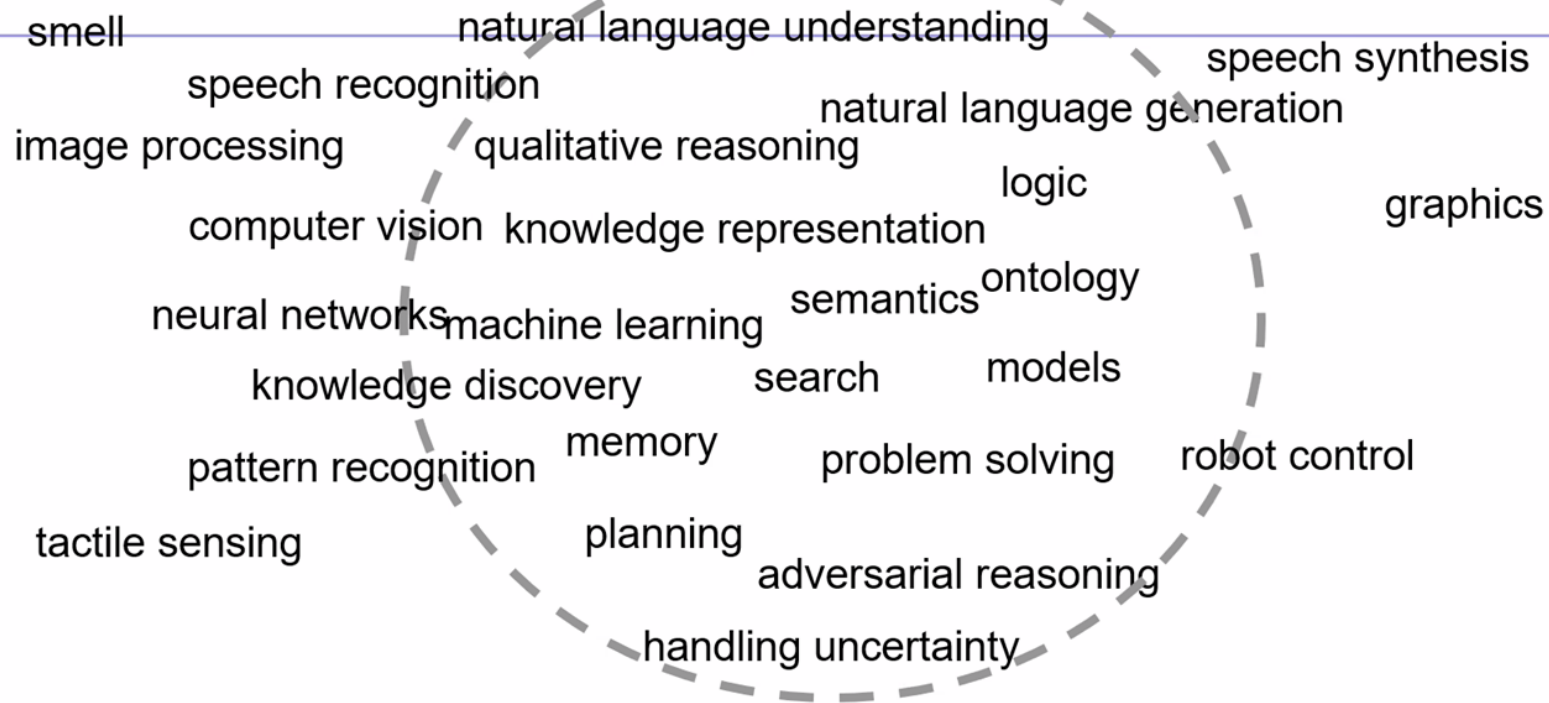 smell
natural language understanding
speech synthesis
speech recognition
natural language generation
image processing
qualitative reasoning
logic
graphics
computer vision
knowledge representation
ontology
semantics
neural networks
machine learning
models
search
knowledge discovery
memory
problem solving
robot control
pattern recognition
planning
tactile sensing
adversarial reasoning
handling uncertainty